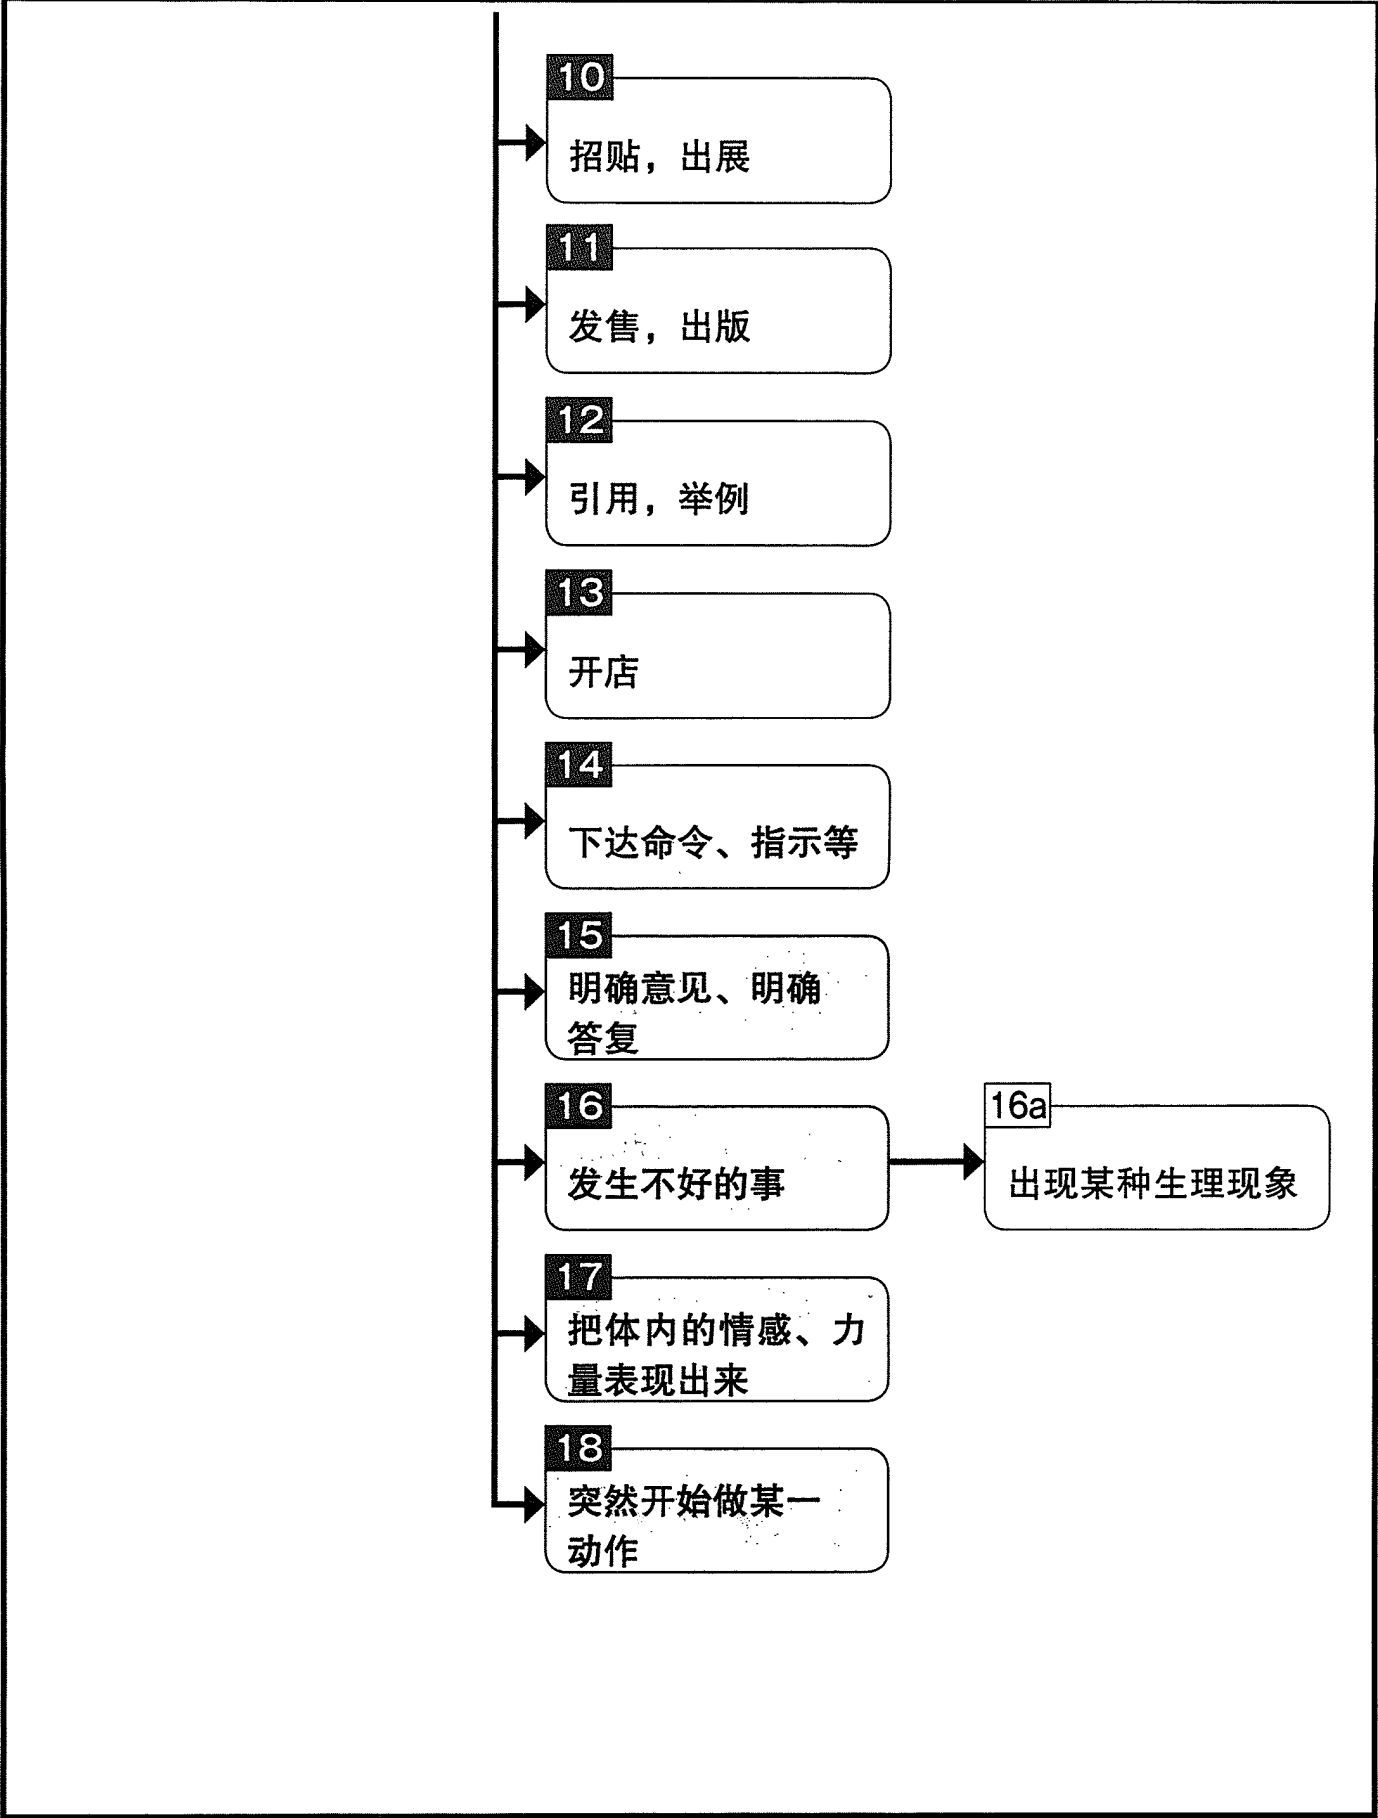 10
招贴，出展
11
发售，出版
12
引用，举例
13
开店
14
下达命令、指示等
15
明确意见、明确
答复
16
发生不好的事
16a
出现某种生理现象
17
把体内的情感、力
量表现出来
18
突然开始做某一
动作